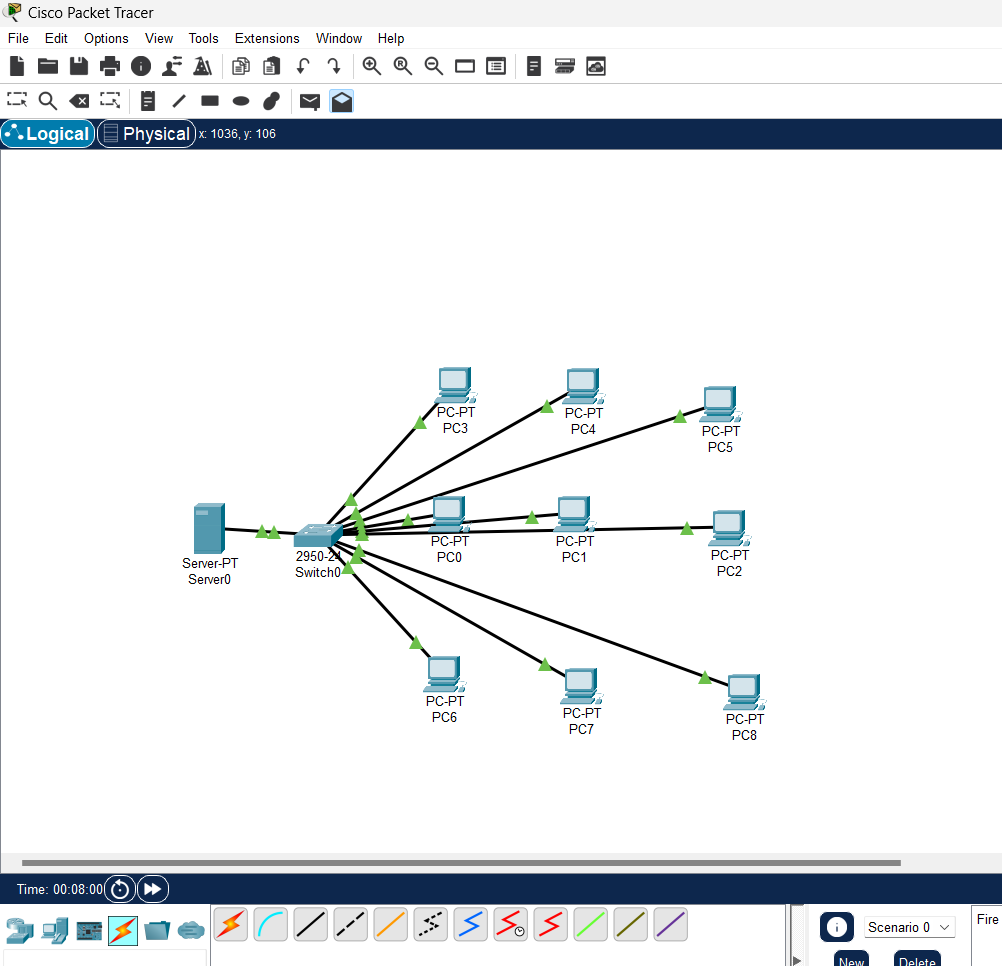 Cisco Packet Tracer
File Edit Options View Tools Extensions Window Help
Logical Physical x: 1036, y: 106
PC-PT
PC3
PC-PT
PC4
PC-PT
PC5
Server-PT
Server0
2950-24
Switch0
PC-PT
PC0
PC-PT
PC1
PC-PT
PC2
PC-PT
PC6
PC-PT
PC7
PC-PT
PC8
Time: 00:08:00
Scenario 0
Fire
New Delete